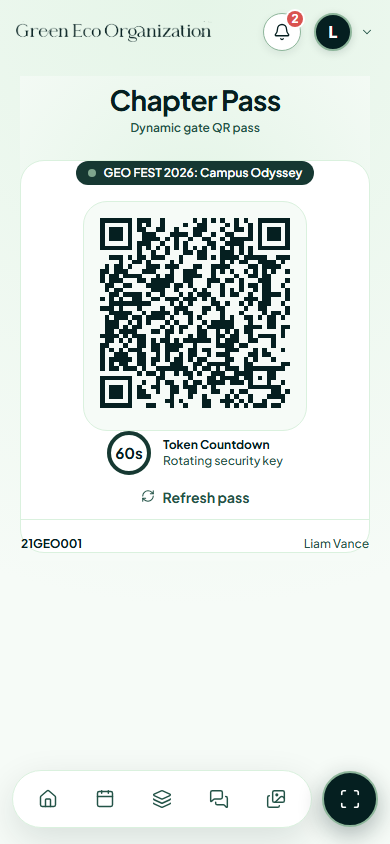 Green Eco Organization
2
L
Chapter Pass
Dynamic gate QR pass
GEO FEST 2026: Campus Odyssey
60s
Token Countdown
Rotating security key
Refresh pass
21GEO001
Liam Vance